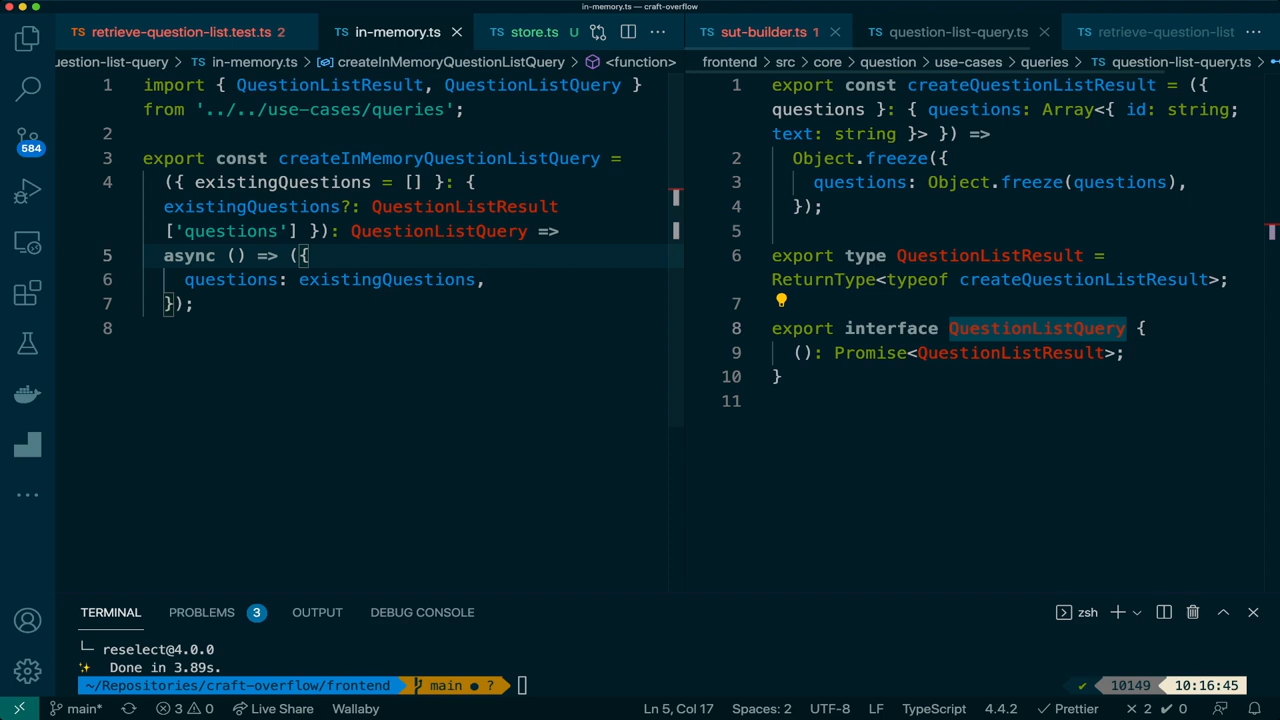 in-memory.ts — craft-overflow
TS retrieve-question-list.test.ts 2
TS in-memory.ts
TS store.ts U
TS sut-builder.ts 1
TS question-list-query.ts
TS retrieve-question-list
uestion-list-query > TS in-memory.ts > createInMemoryQuestionListQuery > <function>
frontend > src > core > question > use-cases > queries > TS question-list-query.ts >
1 import { QuestionListResult, QuestionListQuery }
from '../../use-cases/queries';
2
3 export const createInMemoryQuestionListQuery =
4 ({ existingQuestions = [] }: {
existingQuestions?: QuestionListResult
['questions'] }): QuestionListQuery =>
5 async () => ({
6 questions: existingQuestions,
7 });
8
1 export const createQuestionListResult = ({
questions }: { questions: Array<{ id: string;
text: string }> }) =>
2 Object.freeze({
3 questions: Object.freeze(questions),
4 });
5
6 export type QuestionListResult =
ReturnType<typeof createQuestionListResult>;
7
8 export interface QuestionListQuery {
9 (): Promise<QuestionListResult>;
10 }
11
584
TERMINAL PROBLEMS 3 OUTPUT DEBUG CONSOLE
zsh
└─ reselect@4.0.0
✨ Done in 3.89s.
~/Repositories/craft-overflow/frontend main ● ? ✔ 10149 10:16:45
main* 3 0 Live Share Wallaby Ln 5, Col 17 Spaces: 2 UTF-8 LF TypeScript 4.4.2 Prettier × 2 ✔ 0